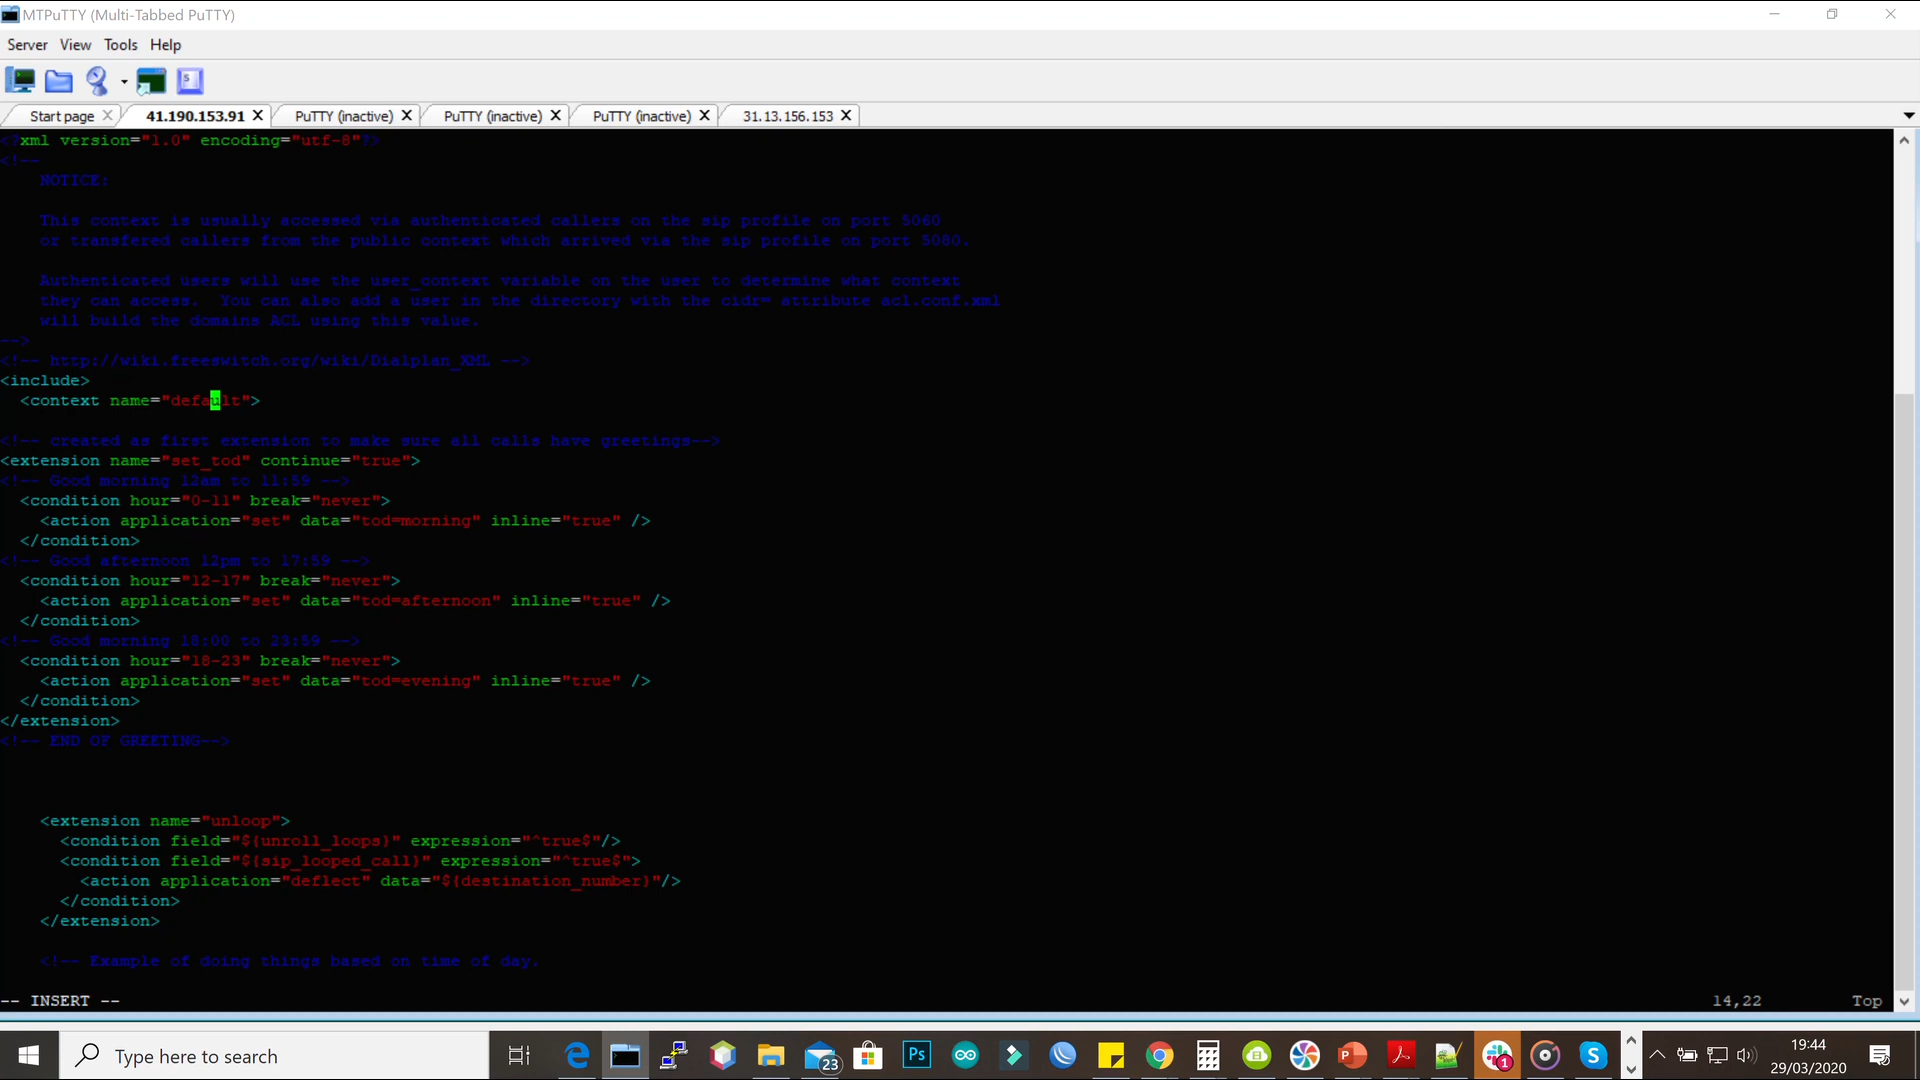 MTPuTTY (Multi-Tabbed PuTTY)
Server View Tools Help
Start page 41.190.153.91 PuTTY (inactive) PuTTY (inactive) PuTTY (inactive) 31.13.156.153
<?xml version="1.0" encoding="utf-8"?>
<!--
    NOTICE:
    This context is usually accessed via authenticated callers on the sip profile on port 5060
    or transfered callers from the public context which arrived via the sip profile on port 5080.
    Authenticated users will use the user_context variable on the user to determine what context
    they can access.  You can also add a user in the directory with the cidr= attribute acl.conf.xml
    will build the domains ACL using this value.
-->
<!-- http://wiki.freeswitch.org/wiki/Dialplan_XML -->
<include>
  <context name="default">
<!-- created as first extension to make sure all calls have greetings-->
<extension name="set_tod" continue="true">
<!-- Good morning 12am to 11:59 -->
  <condition hour="0-11" break="never">
    <action application="set" data="tod=morning" inline="true" />
  </condition>
<!-- Good afternoon 12pm to 17:59 -->
  <condition hour="12-17" break="never">
    <action application="set" data="tod=afternoon" inline="true" />
  </condition>
<!-- Good morning 18:00 to 23:59 -->
  <condition hour="18-23" break="never">
    <action application="set" data="tod=evening" inline="true" />
  </condition>
</extension>
<!-- END OF GREETING-->
    <extension name="unloop">
      <condition field="${unroll_loops}" expression="^true$"/>
      <condition field="${sip_looped_call}" expression="^true$">
        <action application="deflect" data="${destination_number}"/>
      </condition>
    </extension>
    <!-- Example of doing things based on time of day.
-- INSERT -- 14,22 Top
Type here to search
23
Ps
1
S
19:44
29/03/2020